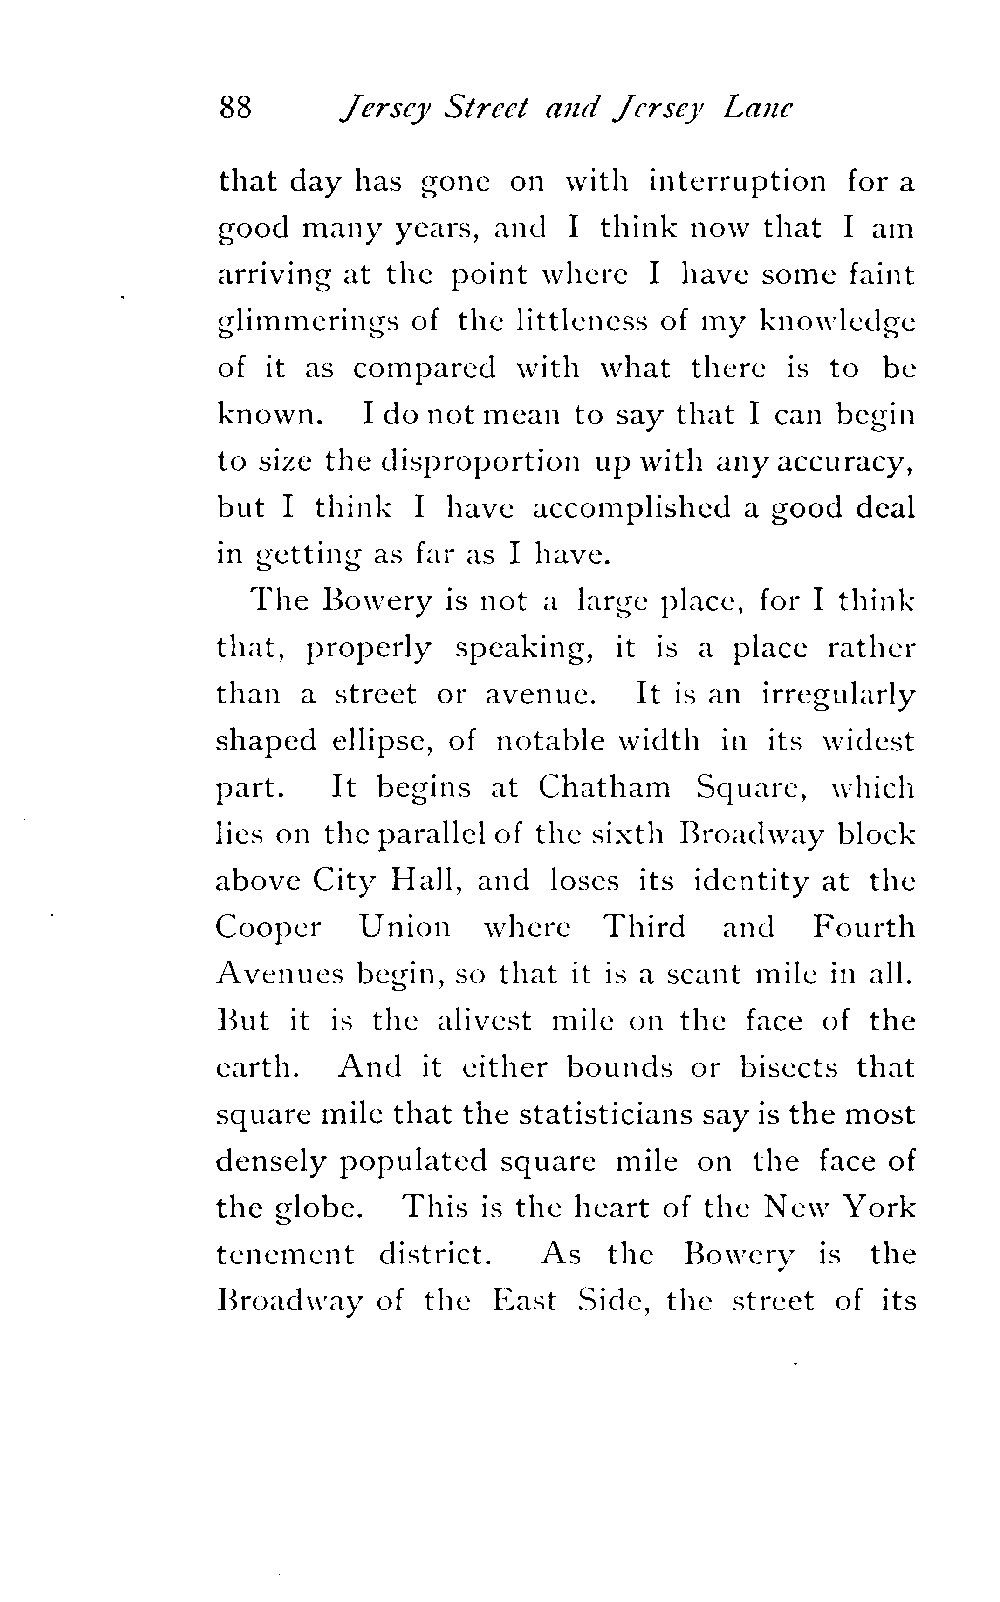 88 Jersey Street and Jersey Lane
that day has gone on with interruption for a
good many years, and I think now that I am
arriving at the point where I have some faint
glimmerings of the littleness of my knowledge
of it as compared with what there is to be
known. I do not mean to say that I can begin
to size the disproportion up with any accuracy,
but I think I have accomplished a good deal
in getting as far as I have.
The Bowery is not a large place, for I think
that, properly speaking, it is a place rather
than a street or avenue. It is an irregularly
shaped ellipse, of notable width in its widest
part. It begins at Chatham Square, which
lies on the parallel of the sixth Broadway block
above City Hall, and loses its identity at the
Cooper Union where Third and Fourth
Avenues begin, so that it is a scant mile in all.
But it is the alivest mile on the face of the
earth. And it either bounds or bisects that
square mile that the statisticians say is the most
densely populated square mile on the face of
the globe. This is the heart of the New York
tenement district. As the Bowery is the
Broadway of the East Side, the street of its